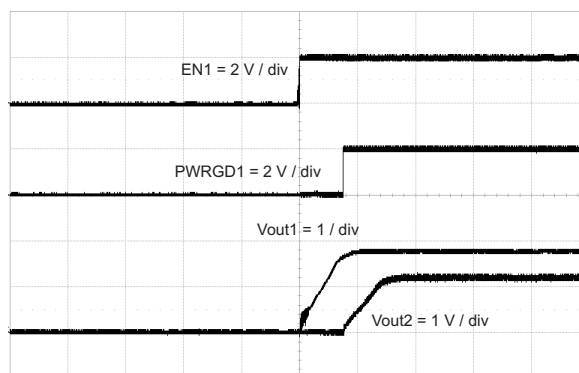 EN1 = 2 V / div
PWRGD1 = 2 V / div
Vout1 = 1 / div
Vout2 = 1 V / div